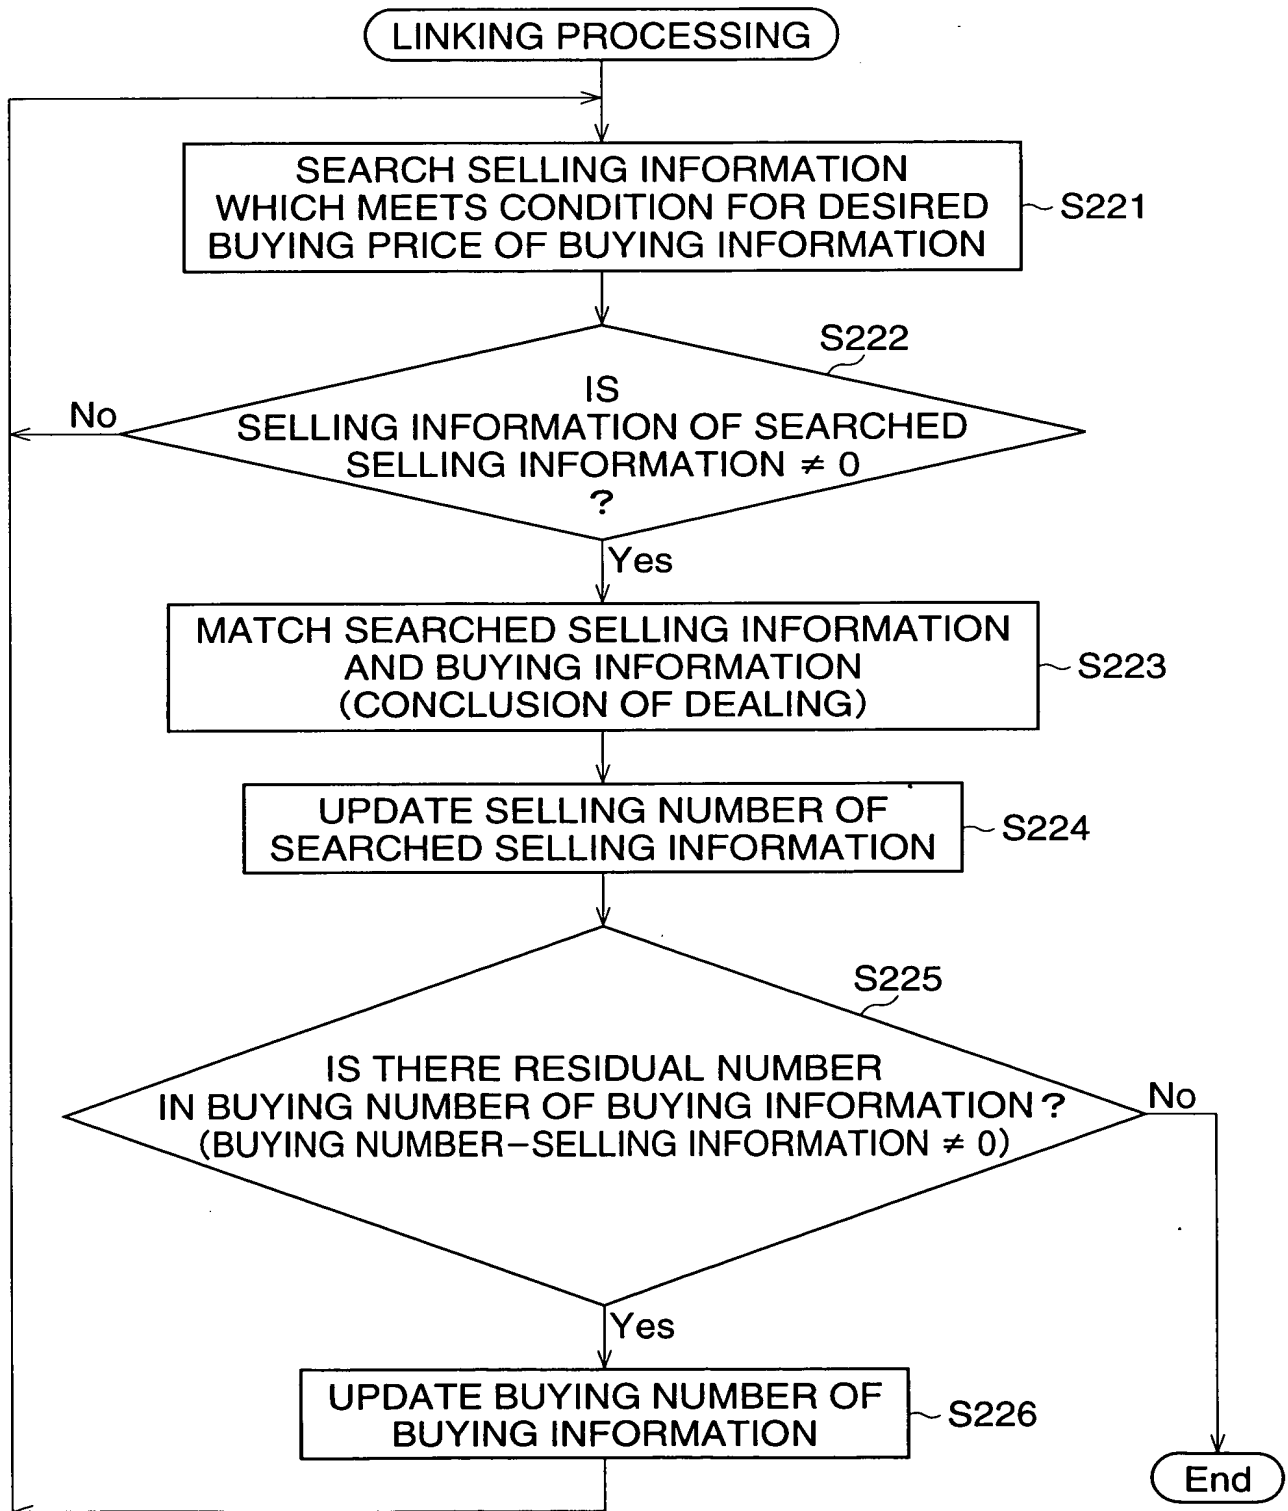 LINKING PROCESSING
SEARCH SELLING INFORMATION
WHICH MEETS CONDITION FOR DESIRED
BUYING PRICE OF BUYING INFORMATION
S221
S222
IS
SELLING INFORMATION OF SEARCHED
SELLING INFORMATION ≠ 0
?
No
Yes
MATCH SEARCHED SELLING INFORMATION
AND BUYING INFORMATION
(CONCLUSION OF DEALING)
S223
UPDATE SELLING NUMBER OF
SEARCHED SELLING INFORMATION
S224
S225
IS THERE RESIDUAL NUMBER
IN BUYING NUMBER OF BUYING INFORMATION ?
(BUYING NUMBER–SELLING INFORMATION ≠ 0)
No
Yes
UPDATE BUYING NUMBER OF
BUYING INFORMATION
S226
End